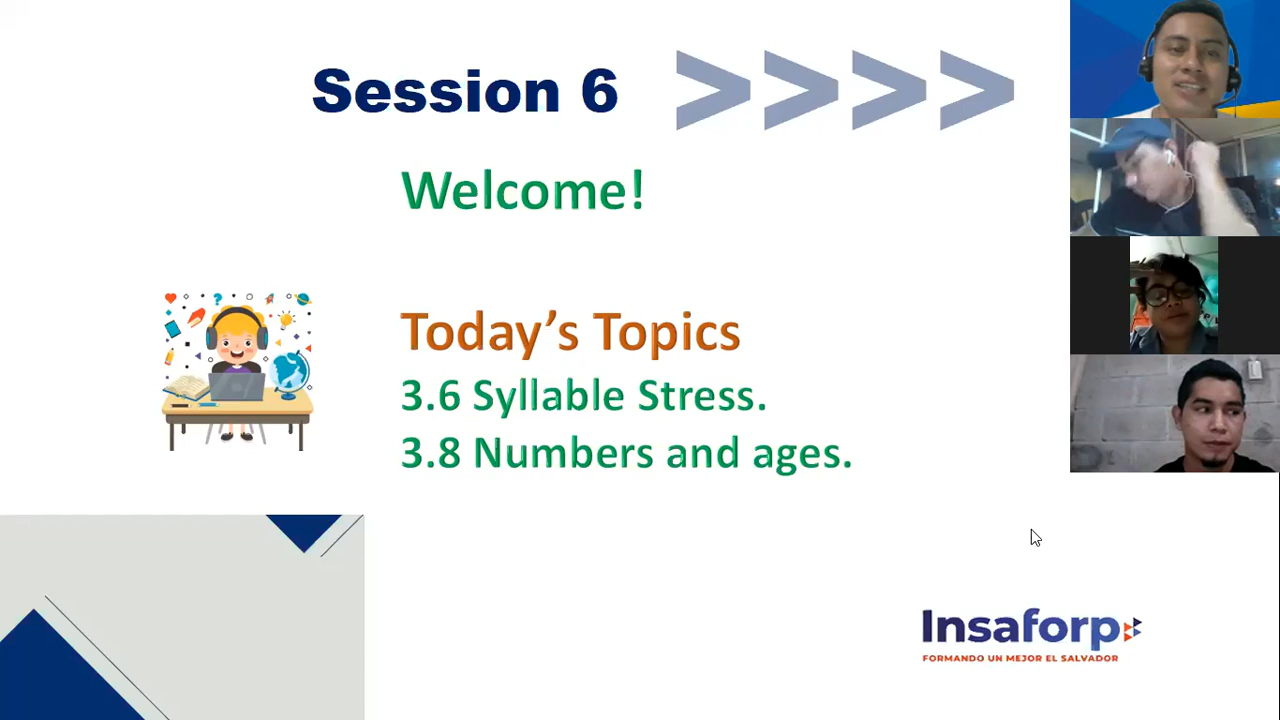 Session 6
Welcome!
Today's Topics
3.6 Syllable Stress.
3.8 Numbers and ages.
Insaforp
FORMANDO UN MEJOR EL SALVADOR